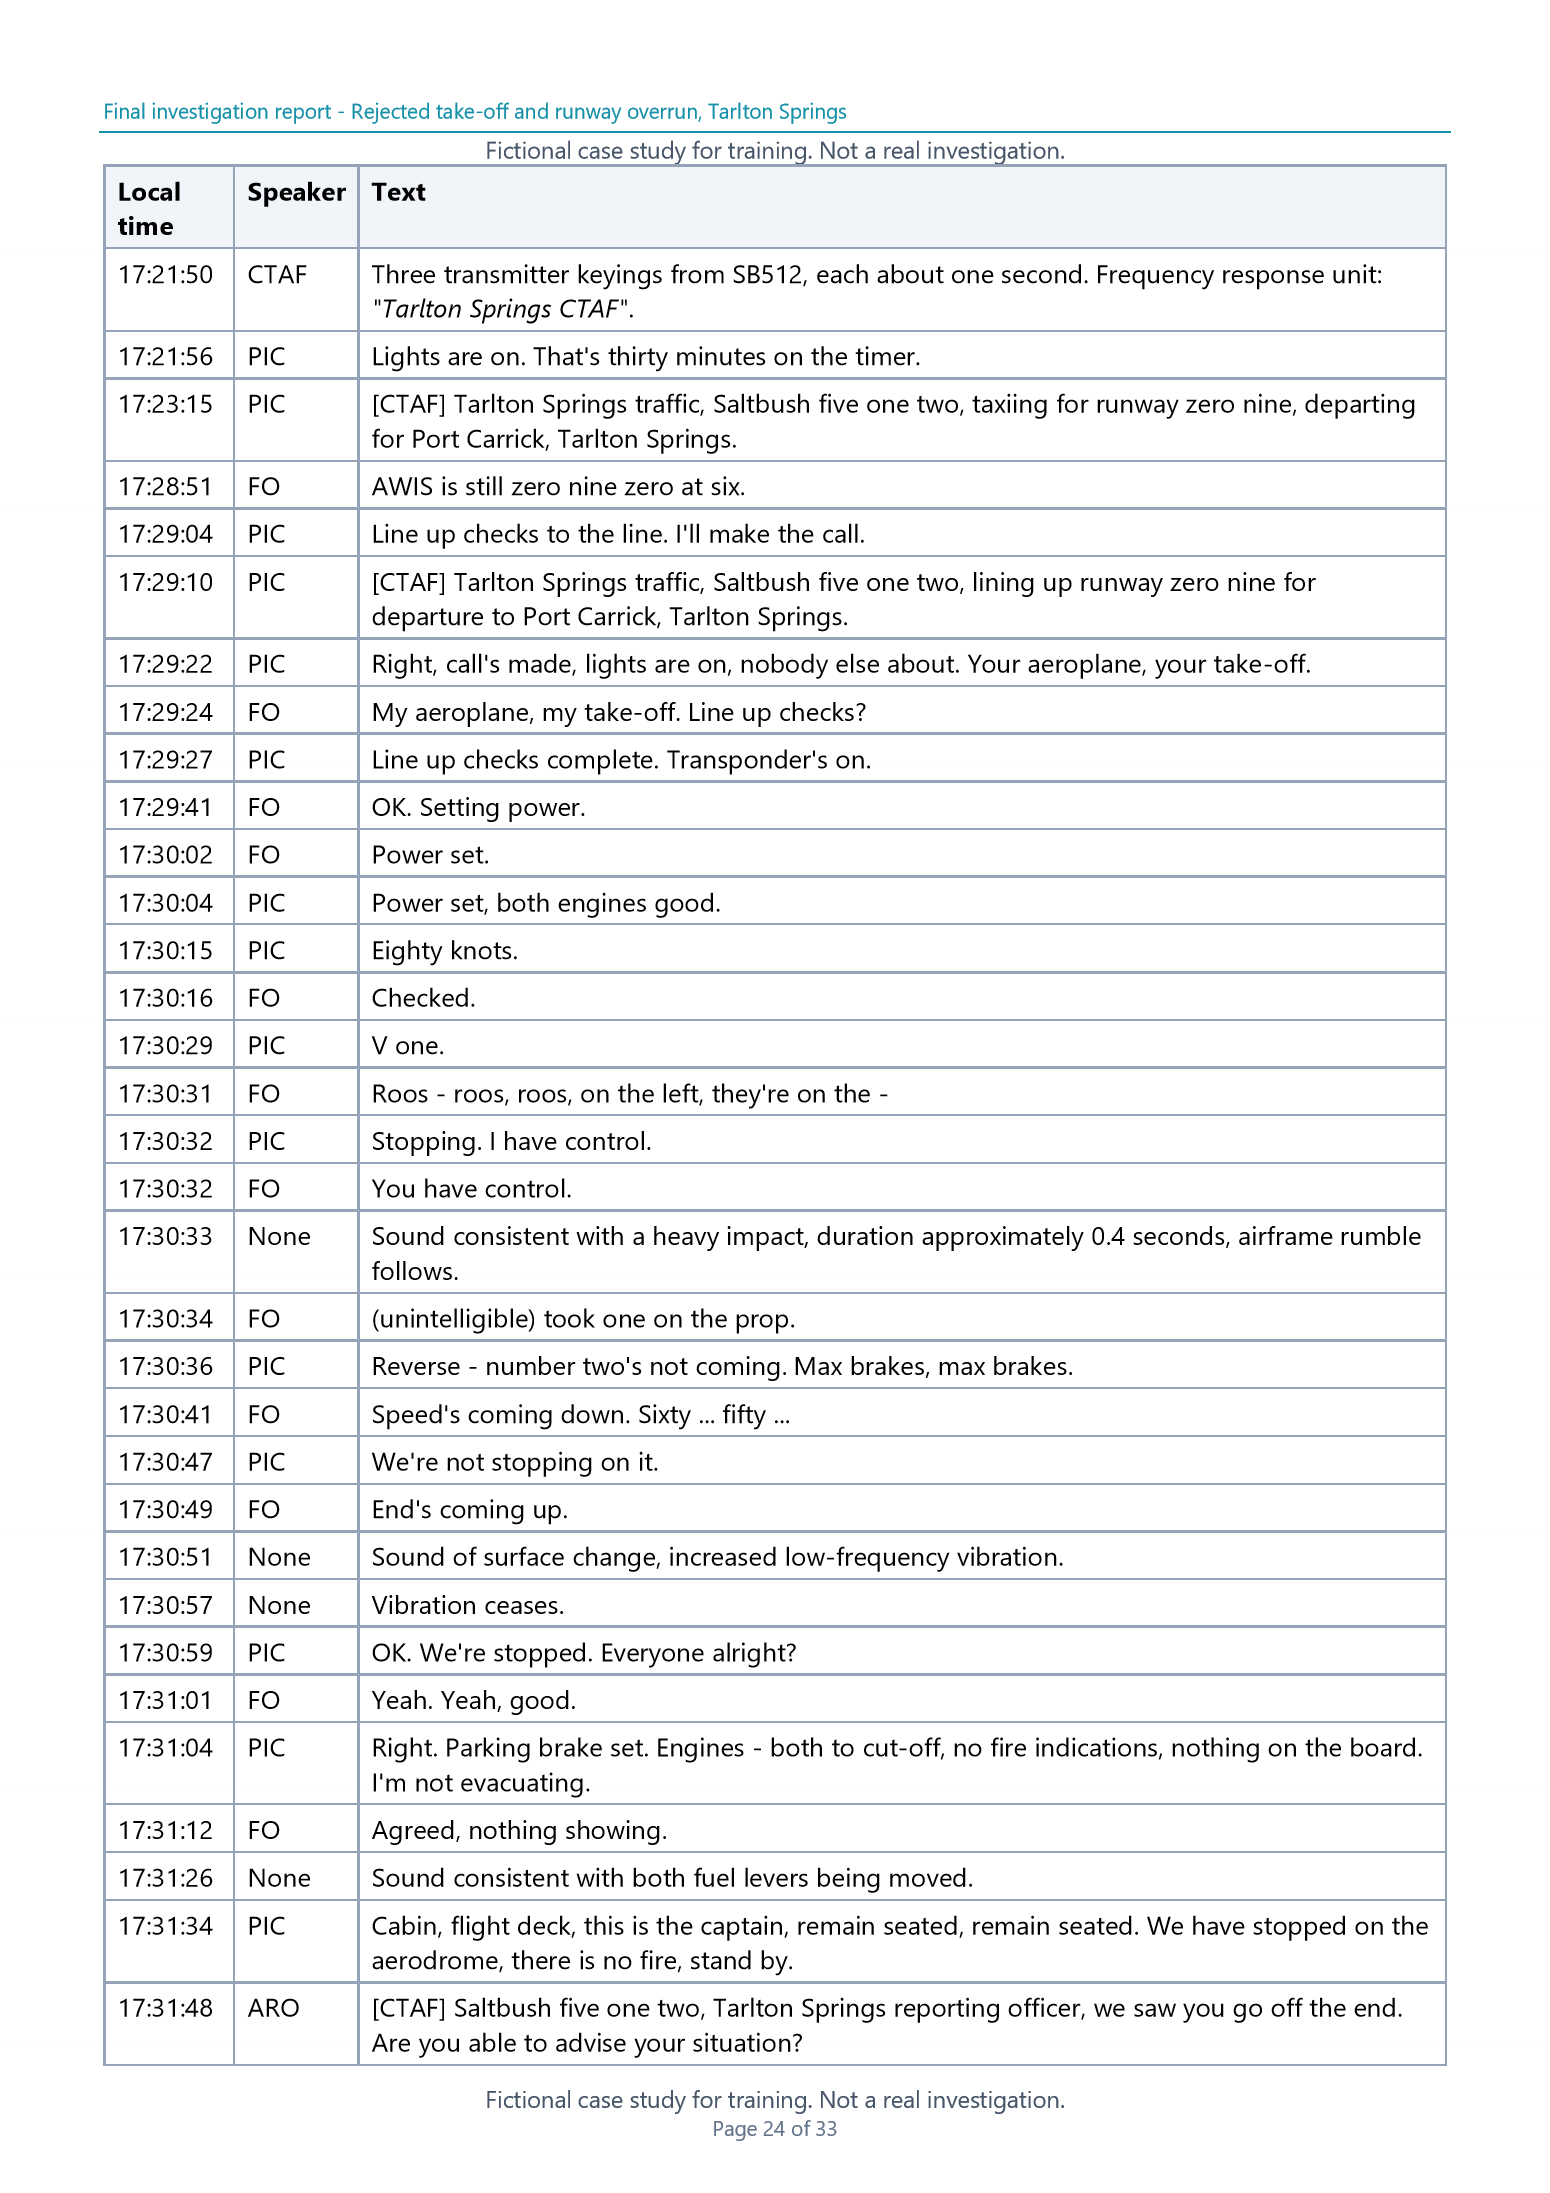 Final investigation report - Rejected take-off and runway overrun, Tarlton Springs
Fictional case study for training. Not a real investigation.
Local time Speaker Text
17:21:50 CTAF Three transmitter keyings from SB512, each about one second. Frequency response unit:
"Tarlton Springs CTAF".
17:21:56 PIC Lights are on. That's thirty minutes on the timer.
17:23:15 PIC [CTAF] Tarlton Springs traffic, Saltbush five one two, taxiing for runway zero nine, departing
for Port Carrick, Tarlton Springs.
17:28:51 FO AWIS is still zero nine zero at six.
17:29:04 PIC Line up checks to the line. I'll make the call.
17:29:10 PIC [CTAF] Tarlton Springs traffic, Saltbush five one two, lining up runway zero nine for
departure to Port Carrick, Tarlton Springs.
17:29:22 PIC Right, call's made, lights are on, nobody else about. Your aeroplane, your take-off.
17:29:24 FO My aeroplane, my take-off. Line up checks?
17:29:27 PIC Line up checks complete. Transponder's on.
17:29:41 FO OK. Setting power.
17:30:02 FO Power set.
17:30:04 PIC Power set, both engines good.
17:30:15 PIC Eighty knots.
17:30:16 FO Checked.
17:30:29 PIC V one.
17:30:31 FO Roos - roos, roos, on the left, they're on the -
17:30:32 PIC Stopping. I have control.
17:30:32 FO You have control.
17:30:33 None Sound consistent with a heavy impact, duration approximately 0.4 seconds, airframe rumble
follows.
17:30:34 FO (unintelligible) took one on the prop.
17:30:36 PIC Reverse - number two's not coming. Max brakes, max brakes.
17:30:41 FO Speed's coming down. Sixty ... fifty ...
17:30:47 PIC We're not stopping on it.
17:30:49 FO End's coming up.
17:30:51 None Sound of surface change, increased low-frequency vibration.
17:30:57 None Vibration ceases.
17:30:59 PIC OK. We're stopped. Everyone alright?
17:31:01 FO Yeah. Yeah, good.
17:31:04 PIC Right. Parking brake set. Engines - both to cut-off, no fire indications, nothing on the board.
I'm not evacuating.
17:31:12 FO Agreed, nothing showing.
17:31:26 None Sound consistent with both fuel levers being moved.
17:31:34 PIC Cabin, flight deck, this is the captain, remain seated, remain seated. We have stopped on the
aerodrome, there is no fire, stand by.
17:31:48 ARO [CTAF] Saltbush five one two, Tarlton Springs reporting officer, we saw you go off the end.
Are you able to advise your situation?
Fictional case study for training. Not a real investigation.
Page 24 of 33